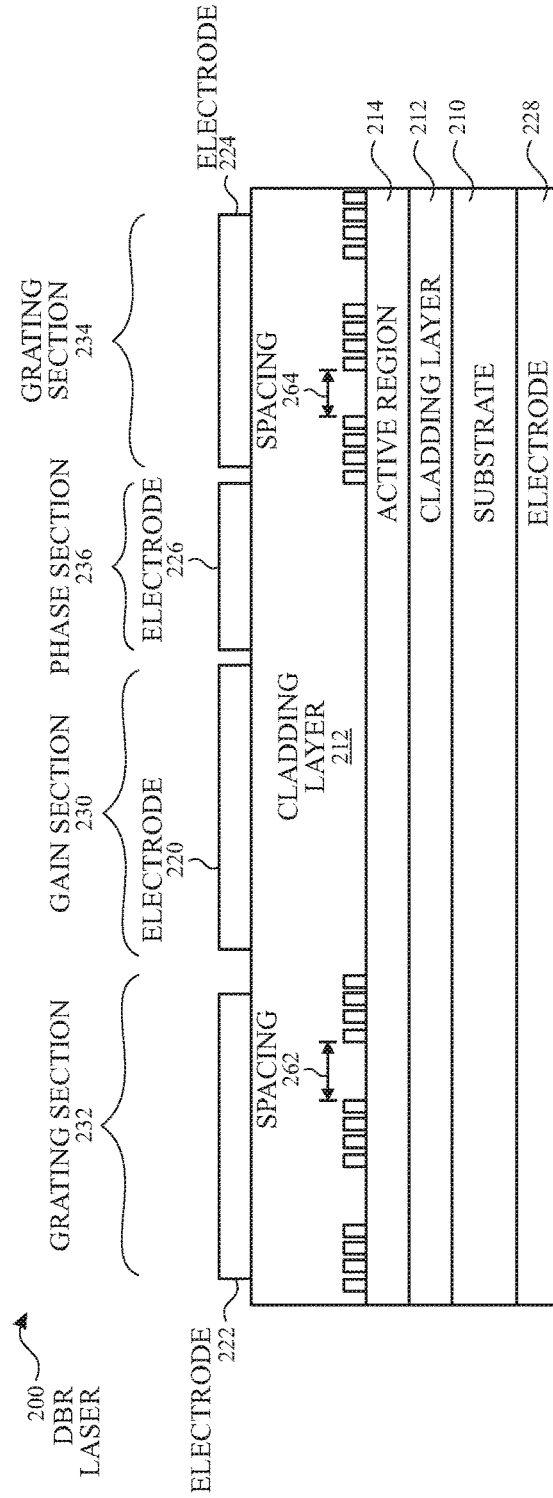 200
DBR
LASER
GRATING SECTION
232
GAIN SECTION
230
PHASE SECTION
236
GRATING
SECTION
234
ELECTRODE
222
ELECTRODE
220
ELECTRODE
226
ELECTRODE
224
SPACING
262
CLADDING
LAYER
212
SPACING
264
ACTIVE REGION
214
CLADDING LAYER
212
SUBSTRATE
210
ELECTRODE
228